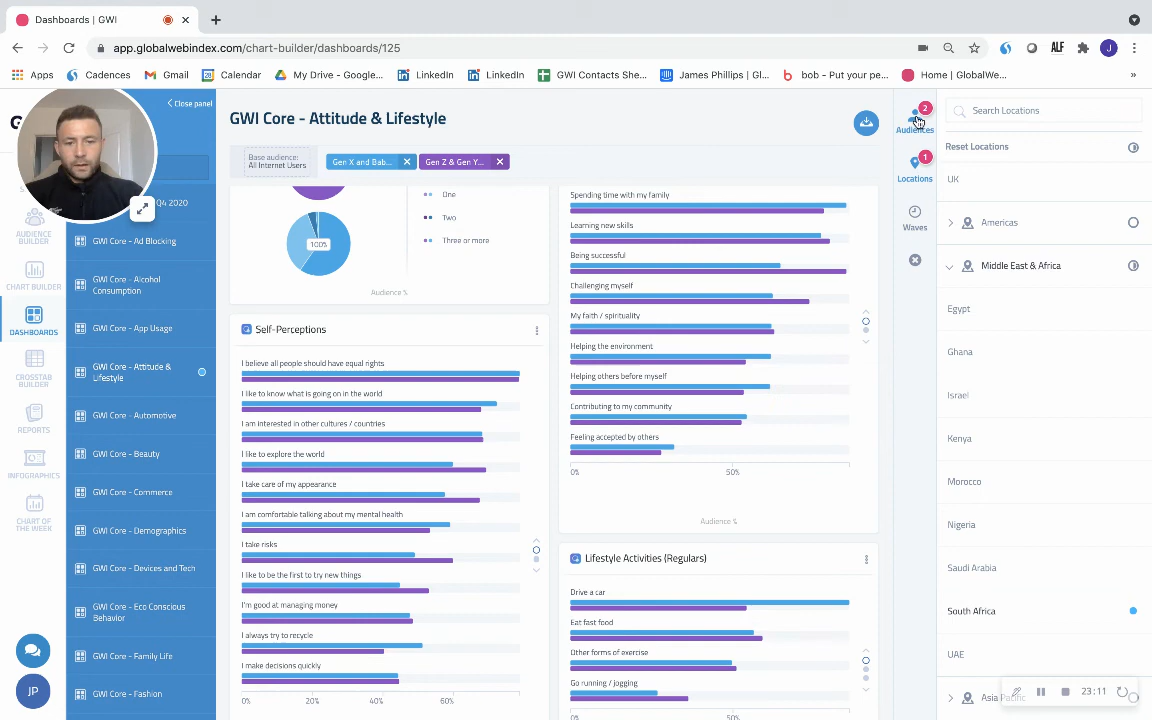 Dashboards | GWI
app.globalwebindex.com/chart-builder/dashboards/125
Apps
Cadences
Gmail
Calendar
My Drive - Google...
LinkedIn
LinkedIn
GWI Contacts She...
James Phillips | Gl...
bob - Put your pe...
Home | GlobalWe...
ALF
J
»
Close panel
Q4 2020
GWI Core - Ad Blocking
GWI Core - Alcohol
Consumption
GWI Core - App Usage
GWI Core - Attitude &
Lifestyle
GWI Core - Automotive
GWI Core - Beauty
GWI Core - Commerce
GWI Core - Demographics
GWI Core - Devices and Tech
GWI Core - Eco Conscious
Behavior
GWI Core - Family Life
GWI Core - Fashion
AUDIENCE
BUILDER
CHART BUILDER
DASHBOARDS
CROSSTAB
BUILDER
REPORTS
INFOGRAPHICS
CHART OF
THE WEEK
JP
GWI Core - Attitude & Lifestyle
Base audience:
All Internet Users
Gen X and Bab...
Gen Z & Gen Y...
One
Two
Three or more
100%
Audience %
Self-Perceptions
I believe all people should have equal rights
I like to know what is going on in the world
I am interested in other cultures / countries
I like to explore the world
I take care of my appearance
I am comfortable talking about my mental health
I take risks
I like to be the first to try new things
I'm good at managing money
I always try to recycle
I make decisions quickly
0%
20%
40%
60%
Spending time with my family
Learning new skills
Being successful
Challenging myself
My faith / spirituality
Helping the environment
Helping others before myself
Contributing to my community
Feeling accepted by others
0%
50%
Audience %
Lifestyle Activities (Regulars)
Drive a car
Eat fast food
Other forms of exercise
Go running / jogging
0%
50%
2
Audiences
1
Locations
Waves
Search Locations
Reset Locations
UK
Americas
Middle East & Africa
Egypt
Ghana
Israel
Kenya
Morocco
Nigeria
Saudi Arabia
South Africa
UAE
Asia
23:11